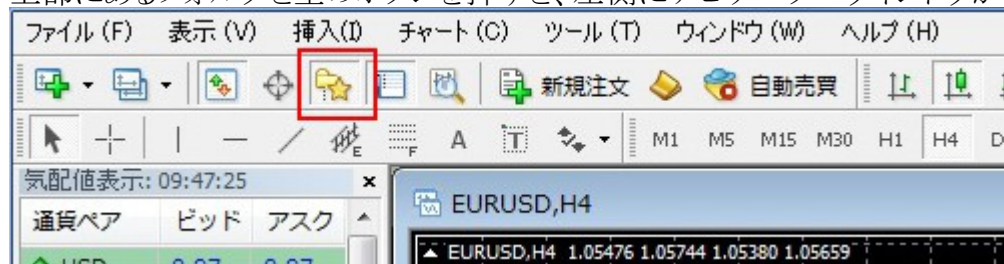 ファイル (F) 表示 (V) 挿入(I) チャート (C) ツール (T) ウィンドウ (W) ヘルプ (H)
新規注文 自動売買
E F A T M1 M5 M15 M30 H1 H4
気配値表示: 09:47:25
EURUSD,H4
通貨ペア ビッド アスク
EURUSD,H4 1.05476 1.05744 1.05380 1.05659